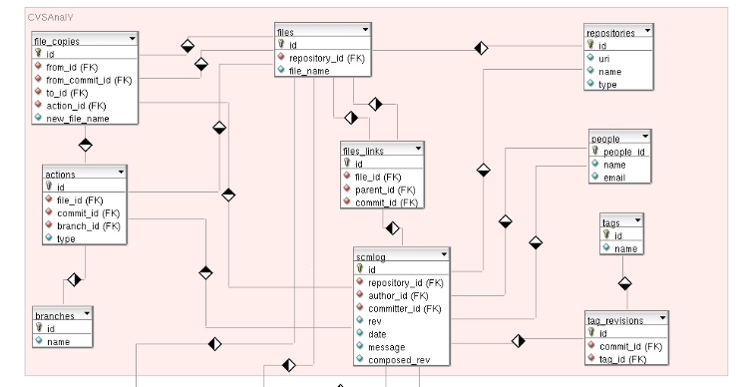 CVSAnalY
file_copies
id
from_id (FK)
from_commit_id (FK)
to_id (FK)
action_id (FK)
new_file_name
files
id
repository_id (FK)
file_name
repositories
id
uri
name
type
people
people_id
name
email
files_links
id
file_id (FK)
parent_id (FK)
commit_id (FK)
actions
id
file_id (FK)
commit_id (FK)
branch_id (FK)
type
tags
id
name
scmlog
id
repository_id (FK)
author_id (FK)
committer_id (FK)
rev
date
message
composed_rev
branches
id
name
tag_revisions
id
commit_id (FK)
tag_id (FK)